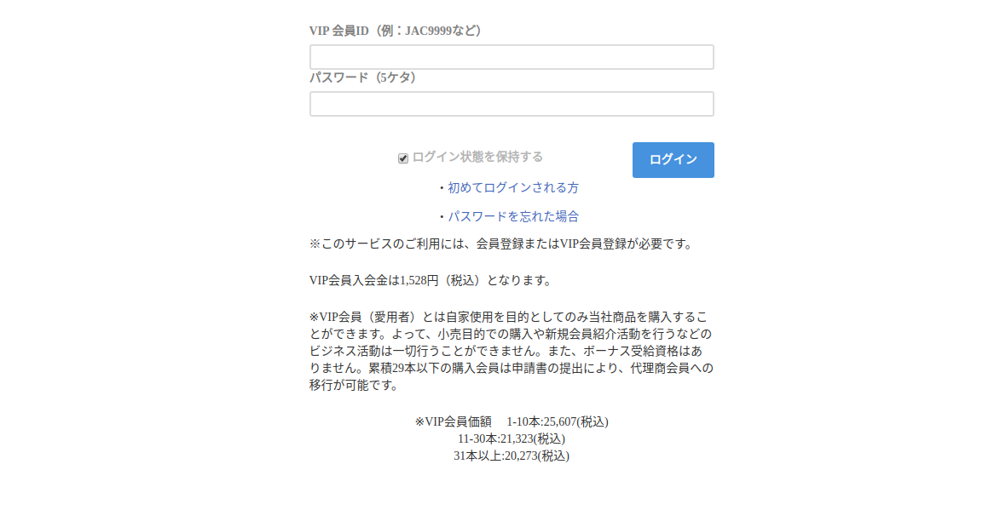 VIP 会員ID（例：JAC9999など）
パスワード（5ケタ）
ログイン状態を保持する
ログイン
・初めてログインされる方
・パスワードを忘れた場合
※このサービスのご利用には、会員登録またはVIP会員登録が必要です。
VIP会員入会金は1,528円（税込）となります。
※VIP会員（愛用者）とは自家使用を目的としてのみ当社商品を購入するこ
とができます。よって、小売目的での購入や新規会員紹介活動を行うなどの
ビジネス活動は一切行うことができません。また、ボーナス受給資格はあ
りません。累積29本以下の購入会員は申請書の提出により、代理商会員への
移行が可能です。
※VIP会員価額　 1-10本:25,607(税込)
11-30本:21,323(税込)
31本以上:20,273(税込)